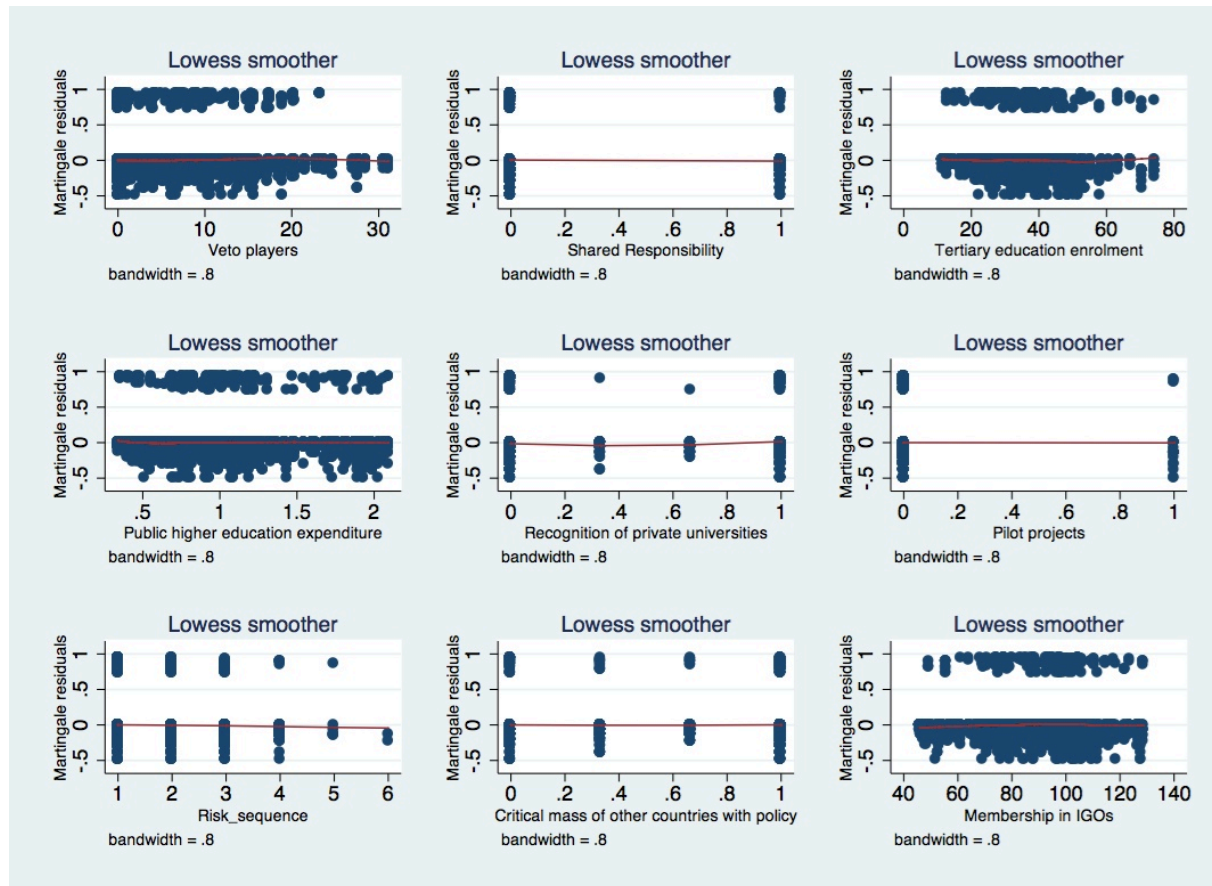 Lowess smoother
Martingale residuals
1
.5
0
-.5
0 10 20 30
Veto players
bandwidth = .8
Lowess smoother
Martingale residuals
1
.5
0
-.5
0 .2 .4 .6 .8 1
Shared Responsibility
bandwidth = .8
Lowess smoother
Martingale residuals
1
.5
0
-.5
0 20 40 60 80
Tertiary education enrolment
bandwidth = .8
Lowess smoother
Martingale residuals
1
.5
0
-.5
.5 1 1.5 2
Public higher education expenditure
bandwidth = .8
Lowess smoother
Martingale residuals
1
.5
0
-.5
0 .2 .4 .6 .8 1
Recognition of private universities
bandwidth = .8
Lowess smoother
Martingale residuals
1
.5
0
-.5
0 .2 .4 .6 .8 1
Pilot projects
bandwidth = .8
Lowess smoother
Martingale residuals
1
.5
0
-.5
1 2 3 4 5 6
Risk_sequence
bandwidth = .8
Lowess smoother
Martingale residuals
1
.5
0
-.5
0 .2 .4 .6 .8 1
Critical mass of other countries with policy
bandwidth = .8
Lowess smoother
Martingale residuals
1
.5
0
-.5
40 60 80 100 120 140
Membership in IGOs
bandwidth = .8